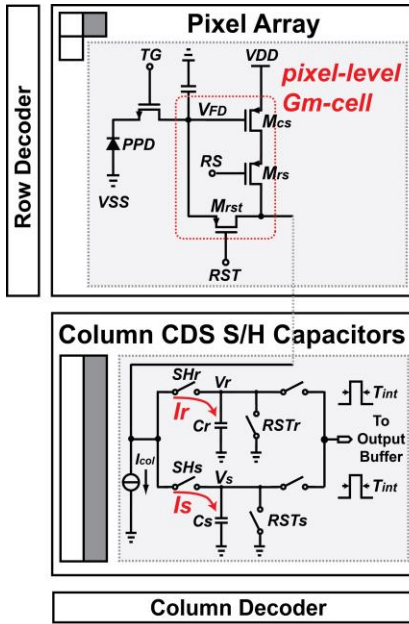 Row Decoder
Pixel Array
TG
VDD
pixel-level
Gm-cell
VFD
Mcs
PPD
RS
Mrs
VSS
Mrst
RST
Column CDS S/H Capacitors
SHr
Vr
Tint
Ir
Cr
RSTr
To
Output
Buffer
Icol
SHs
Vs
Tint
Is
Cs
RSTs
Column Decoder